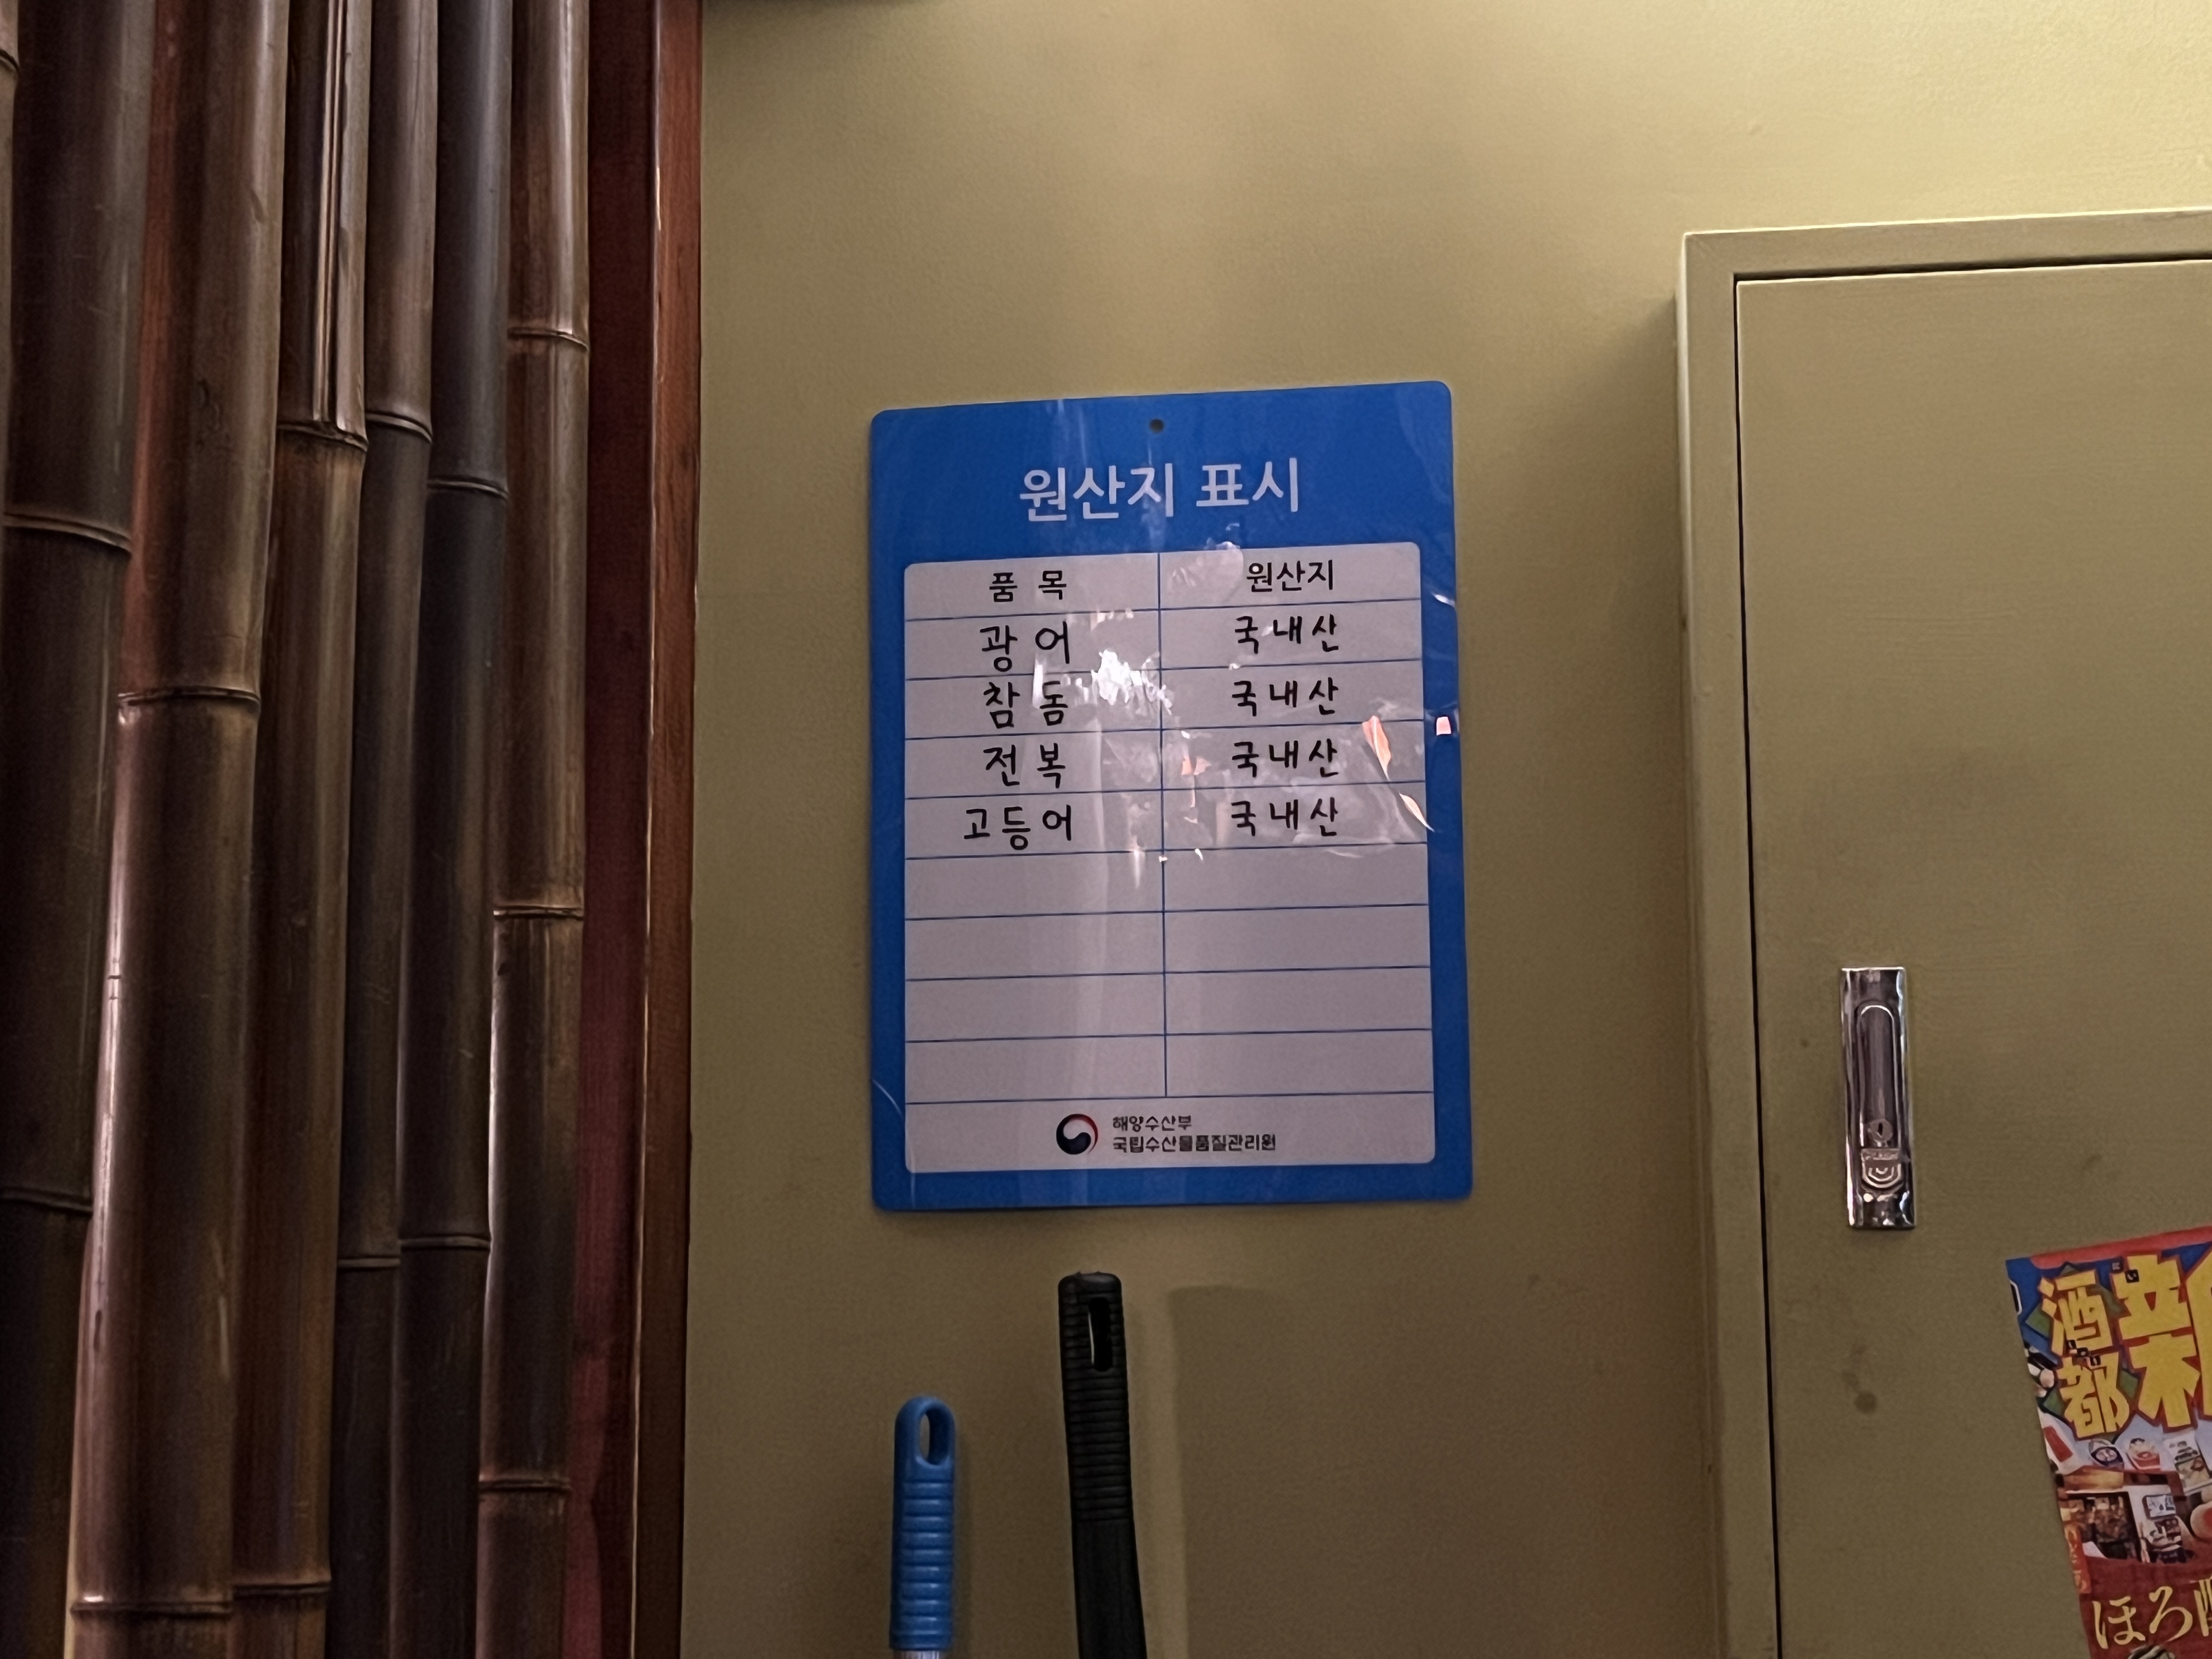 원산지 표시
품 목 원산지
광어 국내산
참돔 국내산
전복 국내산
고등어 국내산
해양수산부
국립수산물품질관리원
酒都
ほろ